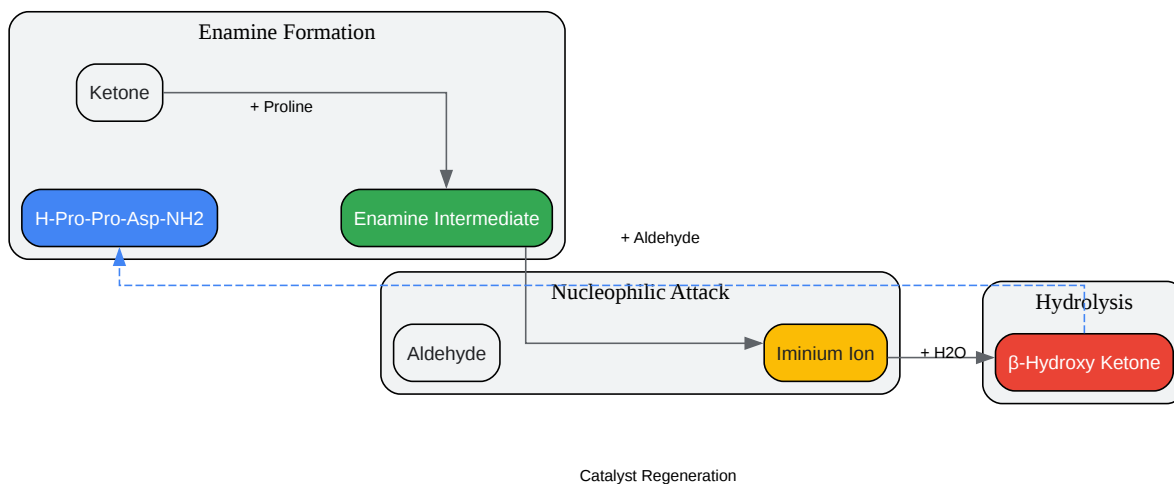 Enamine Formation
Ketone
+ Proline
H-Pro-Pro-Asp-NH2
Enamine Intermediate
+ Aldehyde
Nucleophilic Attack
Aldehyde
Iminium Ion
+ H2O
Hydrolysis
β-Hydroxy Ketone
Catalyst Regeneration